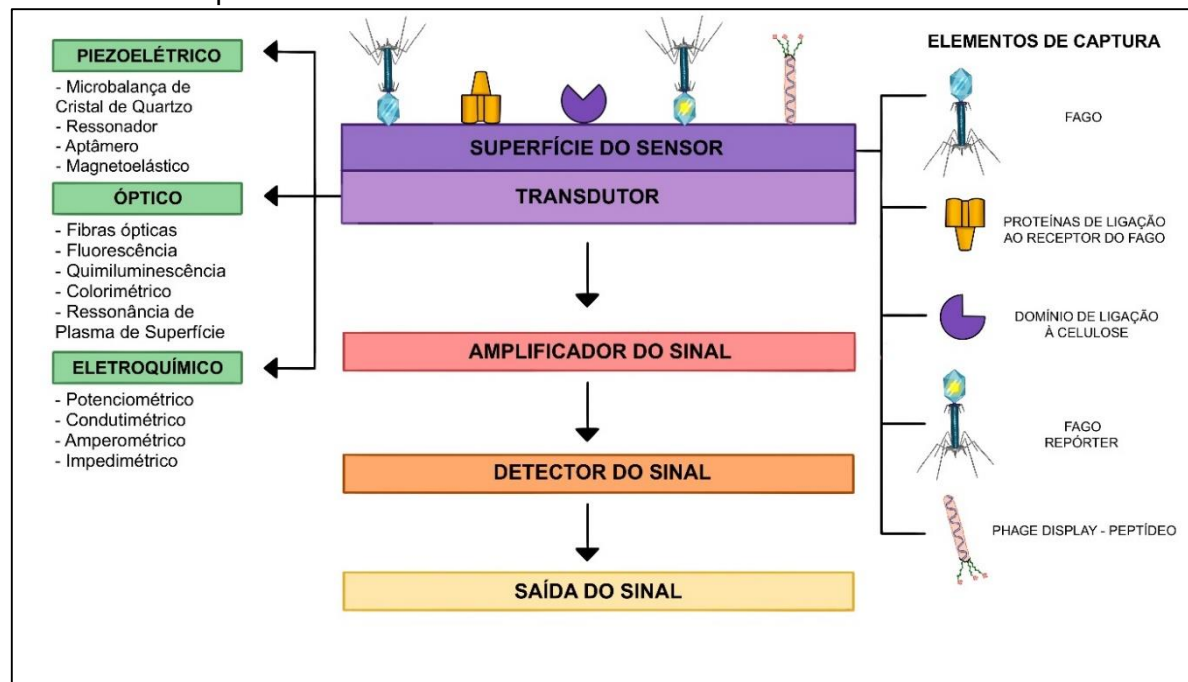 PIEZOELÉTRICO
- Microbalança de
Cristal de Quartzo
- Ressonador
- Aptâmero
- Magnetoelástico
ÓPTICO
- Fibras ópticas
- Fluorescência
- Quimiluminescência
- Colorimétrico
- Ressonância de
Plasma de Superfície
ELETROQUÍMICO
- Potenciométrico
- Condutimétrico
- Amperométrico
- Impedimétrico
SUPERFÍCIE DO SENSOR
TRANSDUTOR
AMPLIFICADOR DO SINAL
DETECTOR DO SINAL
SAÍDA DO SINAL
ELEMENTOS DE CAPTURA
FAGO
PROTEÍNAS DE LIGAÇÃO
AO RECEPTOR DO FAGO
DOMÍNIO DE LIGAÇÃO
À CELULOSE
FAGO
REPÓRTER
PHAGE DISPLAY - PEPTÍDEO